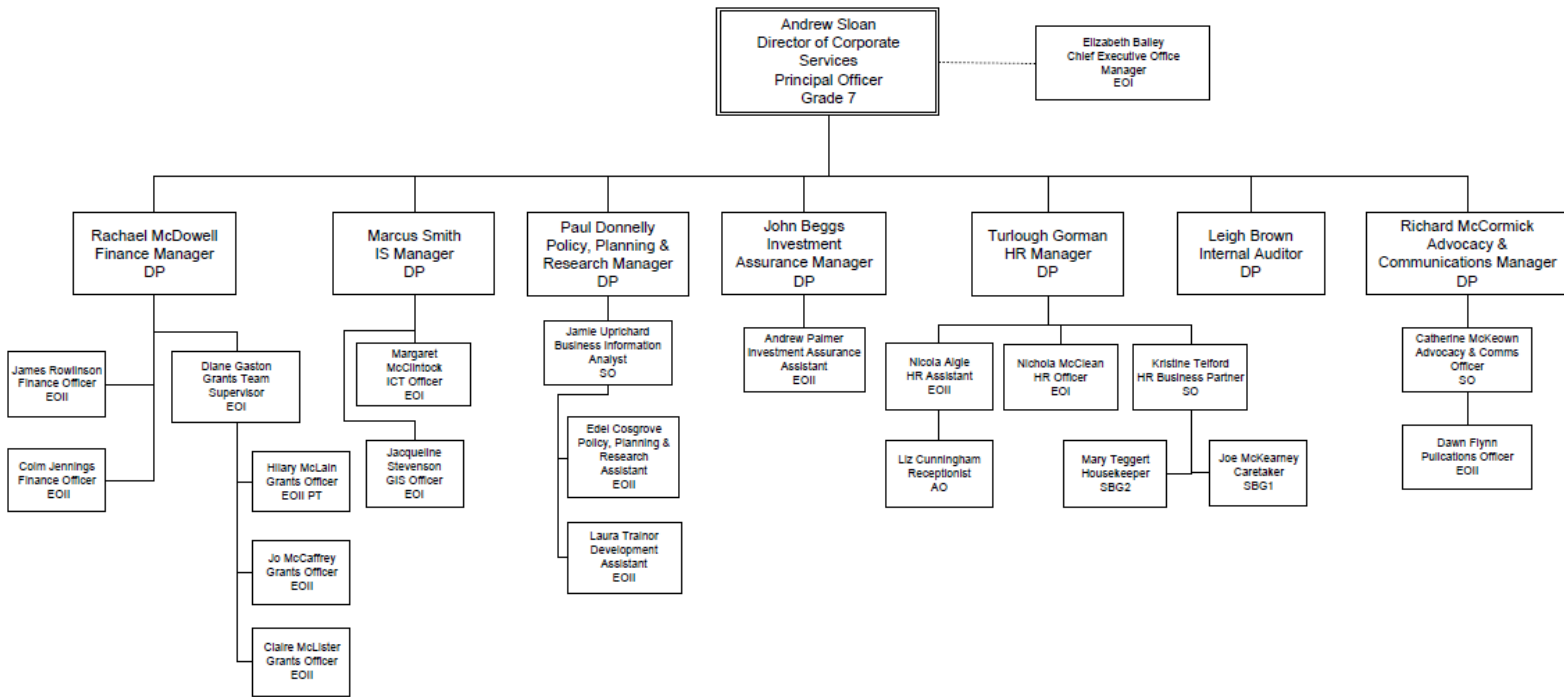 Andrew Sloan
Director of Corporate
Services
Principal Officer
Grade 7
Elizabeth Bailey
Chief Executive Office
Manager
EOI
Rachael McDowell
Finance Manager
DP
Marcus Smith
IS Manager
DP
Paul Donnelly
Policy, Planning &
Research Manager
DP
John Beggs
Investment
Assurance Manager
DP
Turlough Gorman
HR Manager
DP
Leigh Brown
Internal Auditor
DP
Richard McCormick
Advocacy &
Communications Manager
DP
James Rowlinson
Finance Officer
EOII
Diane Gaston
Grants Team
Supervisor
EOI
Colm Jennings
Finance Officer
EOII
Hilary McLain
Grants Officer
EOII PT
Jo McCaffrey
Grants Officer
EOII
Claire McLister
Grants Officer
EOII
Margaret
McClintock
ICT Officer
EOI
Jacqueline
Stevenson
GIS Officer
EOI
Jamie Uprichard
Business Information
Analyst
SO
Edel Cosgrove
Policy, Planning &
Research
Assistant
EOII
Laura Trainor
Development
Assistant
EOII
Andrew Palmer
Investment Assurance
Assistant
EOII
Nicola Algie
HR Assistant
EOII
Nichola McClean
HR Officer
EOI
Kristine Telford
HR Business Partner
SO
Liz Cunningham
Receptionist
AO
Mary Teggert
Housekeeper
SBG2
Joe McKearney
Caretaker
SBG1
Catherine McKeown
Advocacy & Comms
Officer
SO
Dawn Flynn
Pulications Officer
EOII